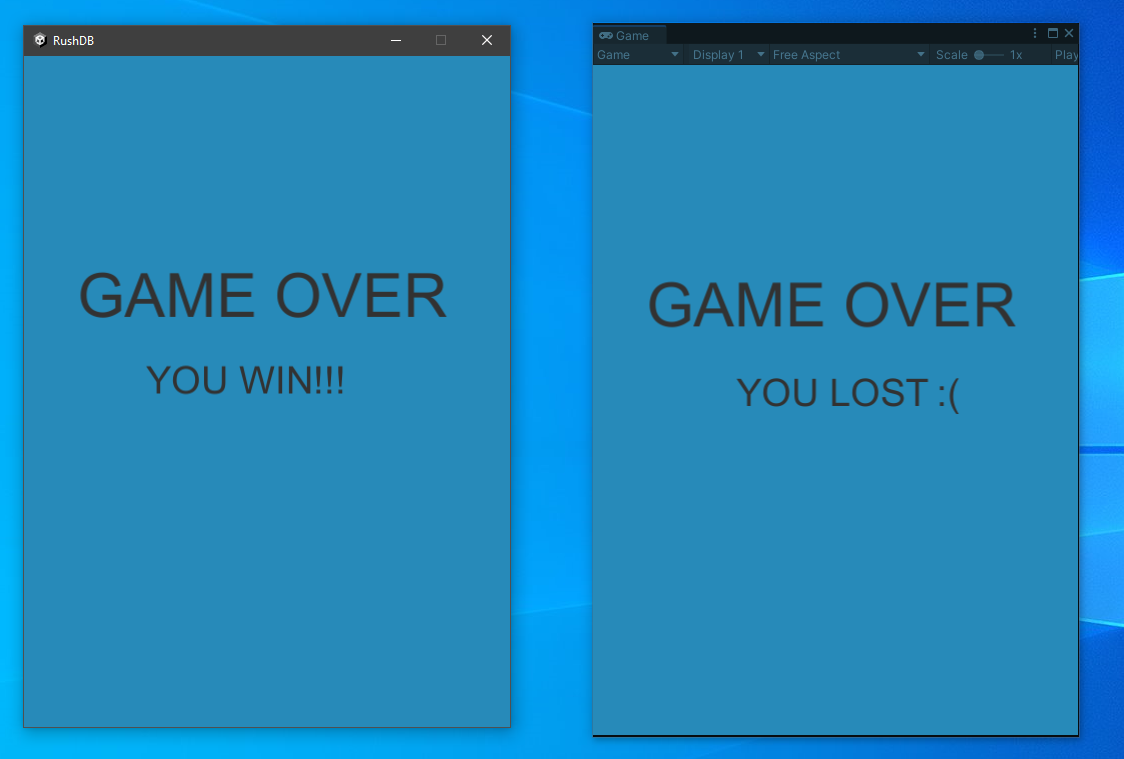 RushDB
GAME OVER
YOU WIN!!!
Game
Game Display 1 Free Aspect Scale 1x Play
GAME OVER
YOU LOST :(